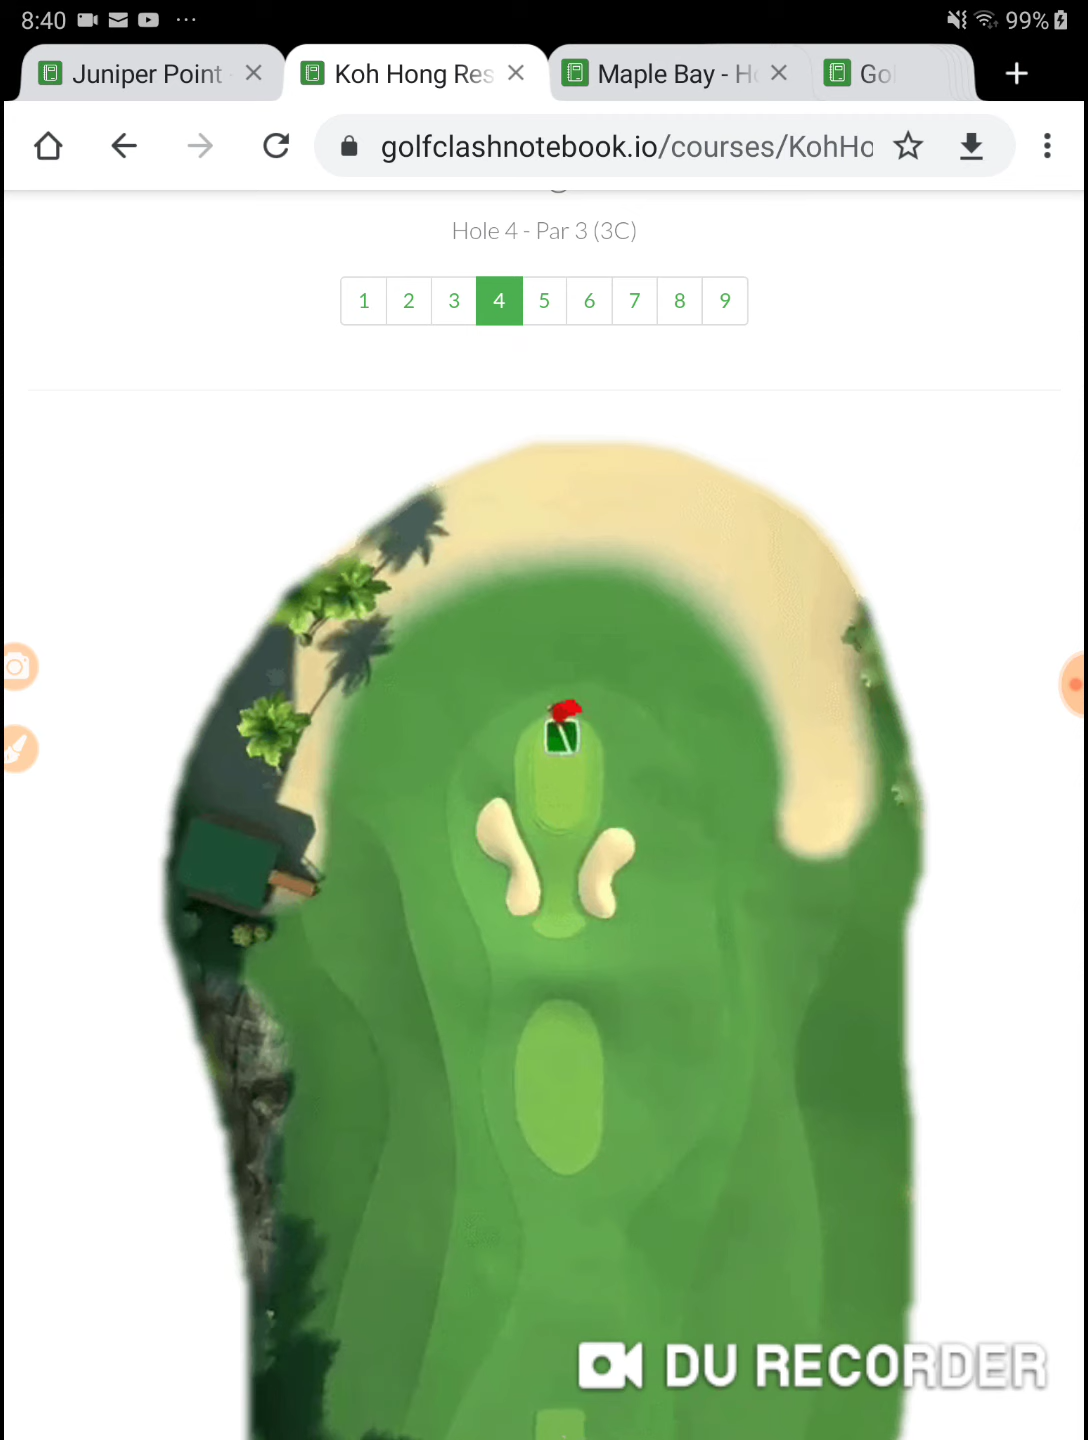 8:40 ... 99%
Juniper Point Koh Hong Res Maple Bay - Ho Go
golfclashnotebook.io/courses/KohHo
Hole 4 - Par 3 (3C)
1 2 3 4 5 6 7 8 9
DU RECORDER